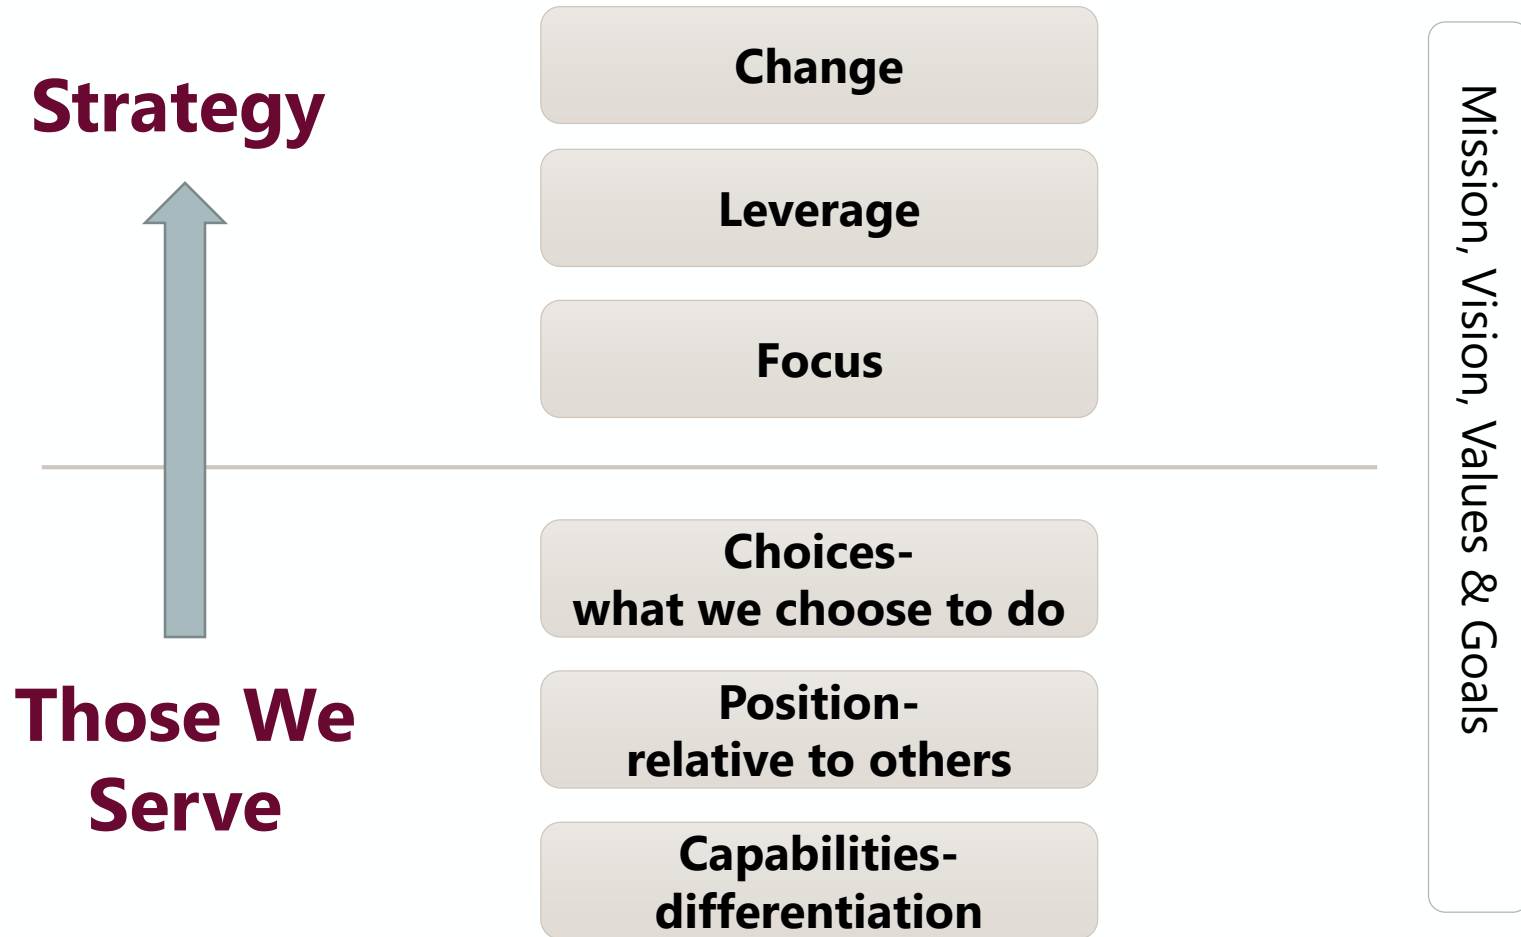 Strategy
Change
Leverage
Focus
Those We
Serve
Choices-
what we choose to do
Position-
relative to others
Capabilities-
differentiation
Mission, Vision, Values & Goals